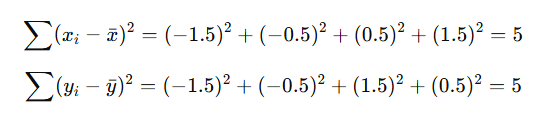 ∑(xᵢ − x̄)² = (−1.5)² + (−0.5)² + (0.5)² + (1.5)² = 5
∑(yᵢ − ȳ)² = (−1.5)² + (−0.5)² + (1.5)² + (0.5)² = 5